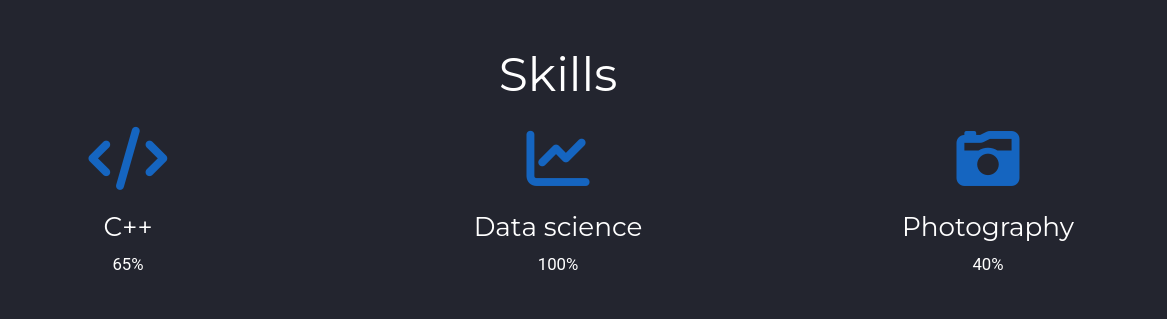 Skills
C++
Data science
Photography
65%
100%
40%